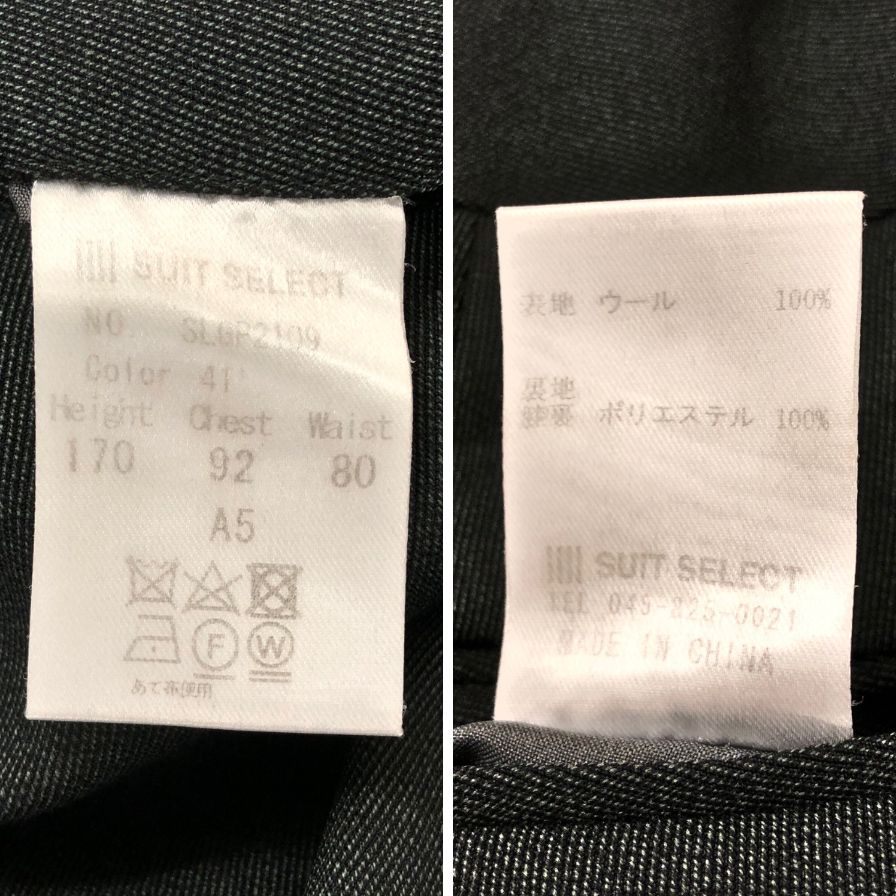 SUIT SELECT
NO. SLGP2109
Color 41
Height Chest Waist
170 92 80
A5
F W
あて布使用
表地 ウール 100%
裏地
膝裏 ポリエステル 100%
SUIT SELECT
TEL 045-825-0021
MADE IN CHINA